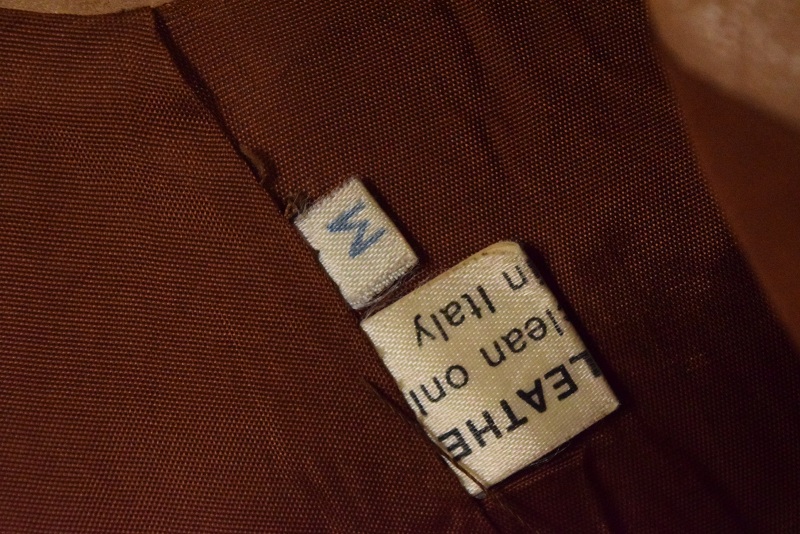 M
LEATHE
lean onl
n Italy